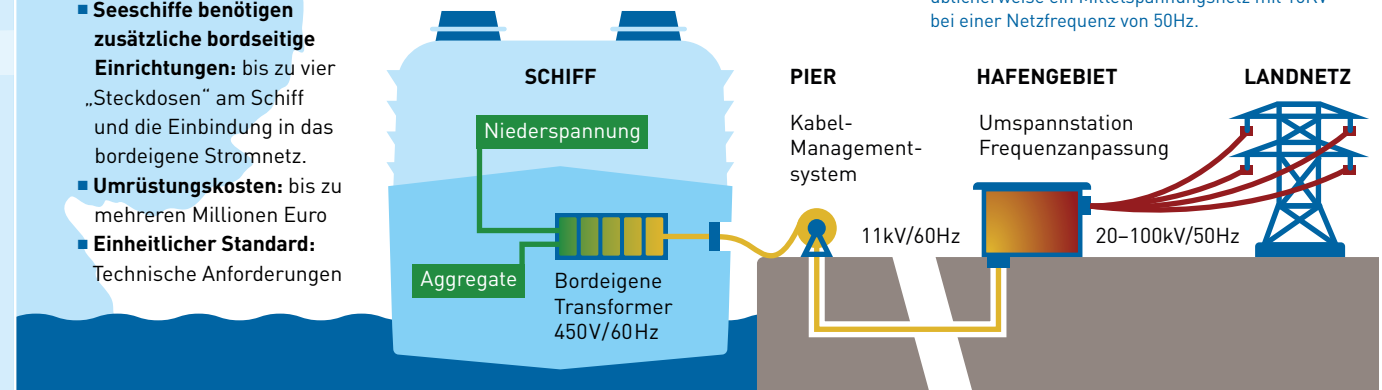 ■ Seeschiffe benötigen
zusätzliche bordseitige
Einrichtungen: bis zu vier
„Steckdosen“ am Schiff
und die Einbindung in das
bordeigene Stromnetz.
■ Umrüstungskosten: bis zu
mehreren Millionen Euro
■ Einheitlicher Standard:
Technische Anforderungen
bei einer Netzfrequenz von 50Hz.
SCHIFF
Niederspannung
Aggregate
Bordeigene
Transformer
450V/60Hz
PIER
Kabel-
Management-
system
11kV/60Hz
HAFENGEBIET
Umspannstation
Frequenzanpassung
20–100kV/50Hz
LANDNETZ